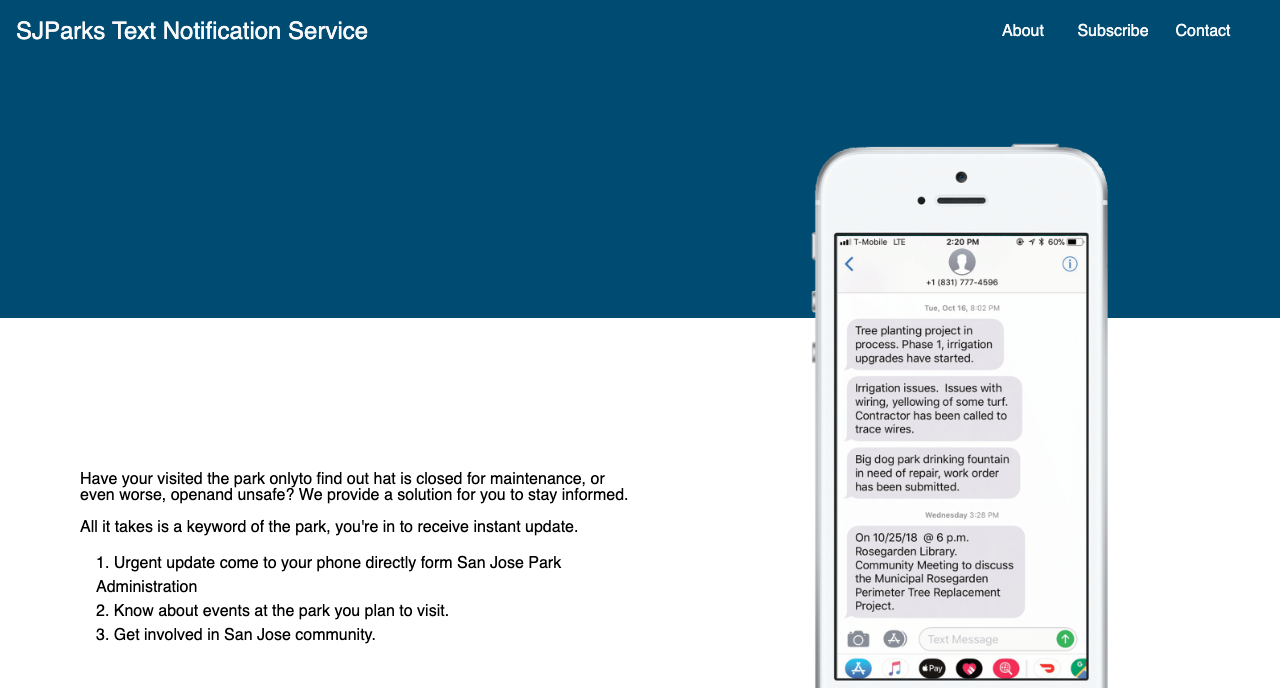 SJParks Text Notification Service
About Subscribe Contact
T-Mobile LTE 2:20 PM 60%
+1 (831) 777-4596
Tue, Oct 16, 8:02 PM
Tree planting project in
process. Phase 1, irrigation
upgrades have started.
Irrigation issues. Issues with
wiring, yellowing of some turf.
Contractor has been called to
trace wires.
Big dog park drinking fountain
in need of repair, work order
has been submitted.
Wednesday 3:28 PM
On 10/25/18 @ 6 p.m.
Rosegarden Library.
Community Meeting to discuss
the Municipal Rosegarden
Perimeter Tree Replacement
Project.
Text Message
Pay
Have your visited the park onlyto find out hat is closed for maintenance, or
even worse, openand unsafe? We provide a solution for you to stay informed.
All it takes is a keyword of the park, you're in to receive instant update.
1. Urgent update come to your phone directly form San Jose Park
Administration
2. Know about events at the park you plan to visit.
3. Get involved in San Jose community.